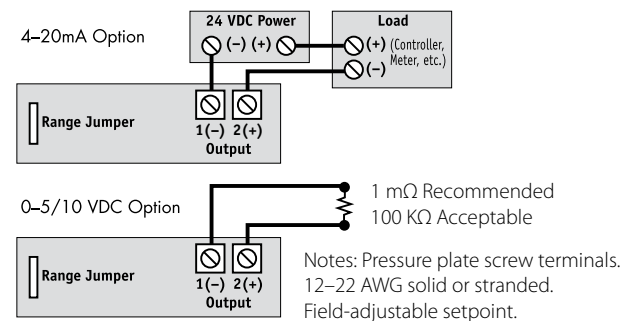 4–20mA Option
24 VDC Power
(–) (+)
Load
(+) (Controller,
Meter, etc.)
(–)
Range Jumper
1(–) 2(+)
Output
0–5/10 VDC Option
1 mΩ Recommended
100 KΩ Acceptable
Range Jumper
1(–) 2(+)
Output
Notes: Pressure plate screw terminals.
12–22 AWG solid or stranded.
Field-adjustable setpoint.